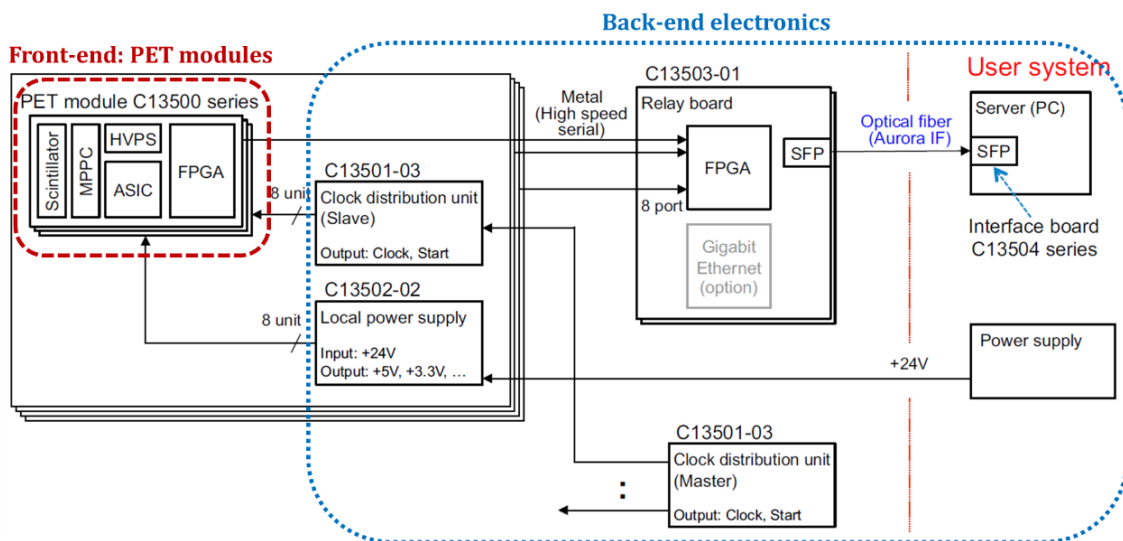 Back-end electronics
Front-end: PET modules
PET module C13500 series
Scintillator
MPPC
HVPS
ASIC
FPGA
8 unit
C13501-03
Clock distribution unit
(Slave)
Output: Clock, Start
C13502-02
8 unit
Local power supply
Input: +24V
Output: +5V, +3.3V, ...
Metal
(High speed
serial)
C13503-01
Relay board
FPGA
SFP
8 port
Gigabit
Ethernet
(option)
Optical fiber
(Aurora IF)
User system
Server (PC)
SFP
Interface board
C13504 series
+24V
Power supply
C13501-03
Clock distribution unit
(Master)
Output: Clock, Start
: